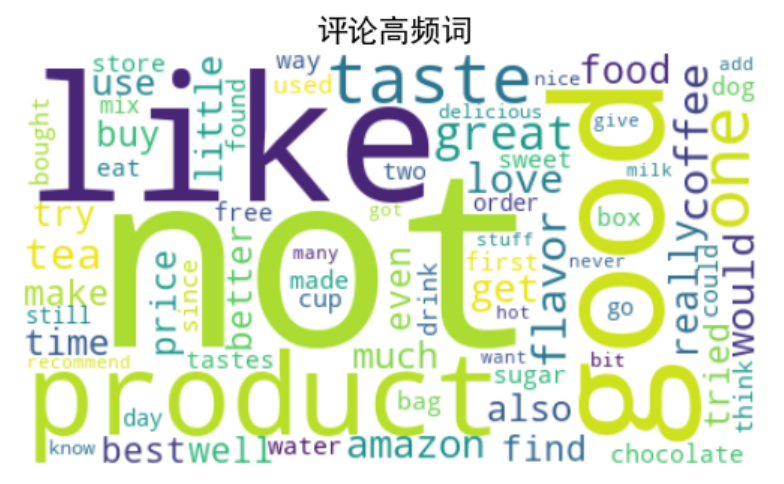 评论高频词
store
way
taste
nice
food
add
use
little
used
dog
mix
found
delicious
give
coffee
bought
like
great
good
one
buy
sweet
eat
two
love
milk
try
free
got
order
box
tea
not
many
stuff
flavor
really
price
since
better
made
even
drink
first
never
could
would
make
cup
get
go
still
hot
time
tastes
much
want
bit
tried
think
recommend
product
sugar
bag
also
day
know
best
well
water
amazon
find
chocolate